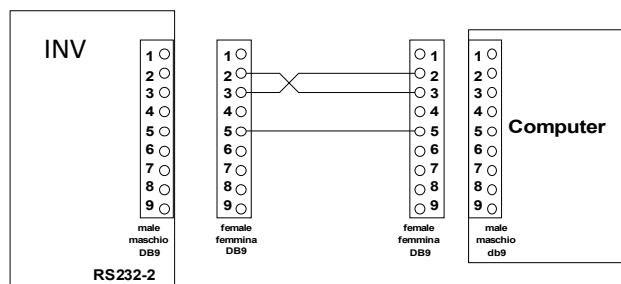 INV
Computer
1 1 1 1
2 2 2 2
3 3 3 3
4 4 4 4
5 5 5 5
6 6 6 6
7 7 7 7
8 8 8 8
9 9 9 9
male
maschio
DB9
female
femmina
DB9
female
femmina
DB9
male
maschio
db9
RS232-2